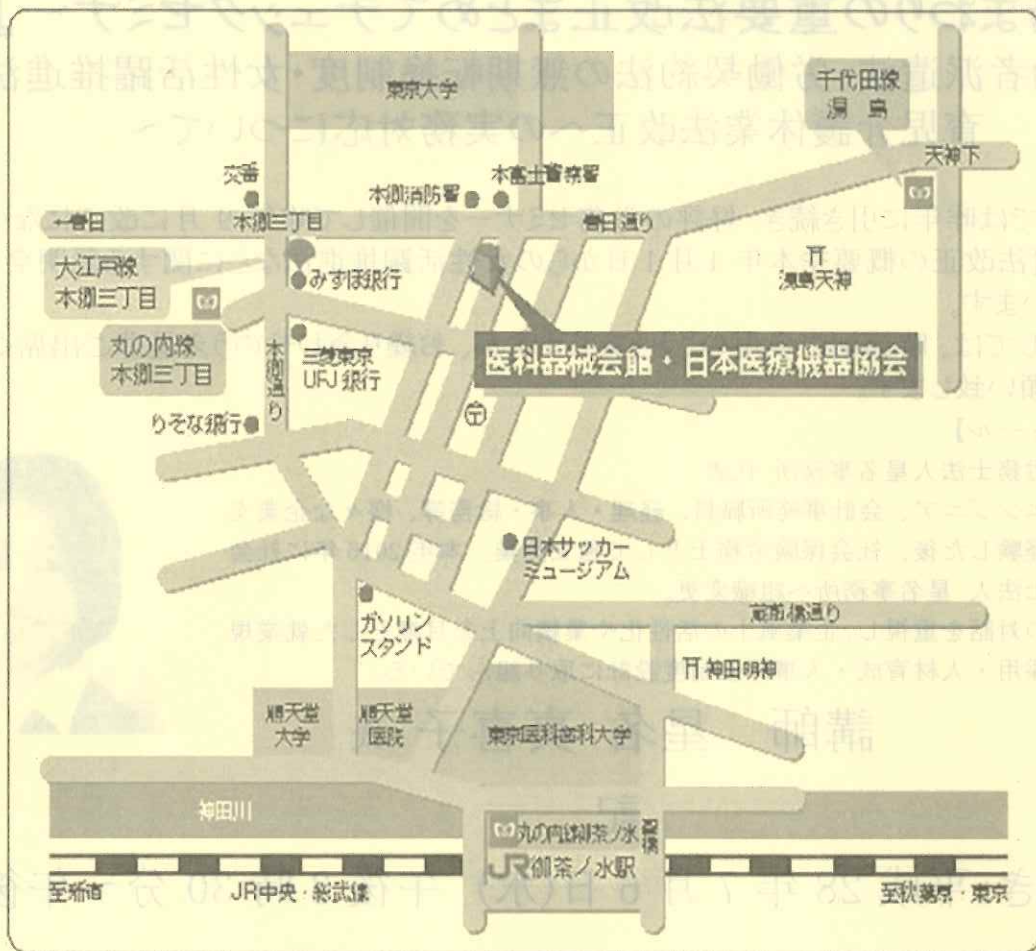 東京大学
千代田線
湯島
天神下
交番
本郷消防署
本富士警察署
←春日
本郷三丁目
春日通り
大江戸線
本郷三丁目
みずほ銀行
湯島天神
丸の内線
本郷三丁目
本郷通り
三菱東京
UFJ銀行
医科器械会館・日本医療機器協会
りそな銀行
日本サッカー
ミュージアム
ガソリン
スタンド
蔵前橋通り
神田明神
順天堂
大学
順天堂
医院
東京医科歯科大学
神田川
丸の内線御茶ノ水
聖橋
JR御茶ノ水駅
至新宿
JR中央・総武線
至秋葉原・東京